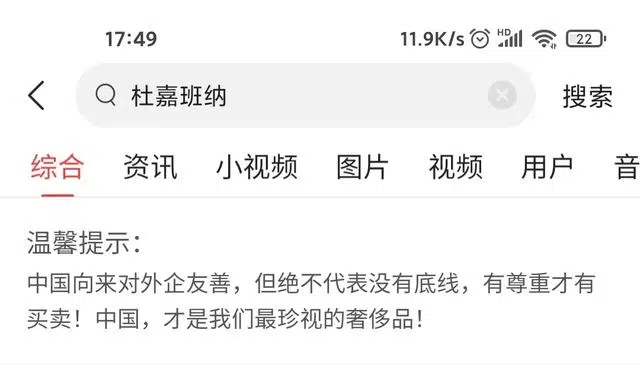 17:49 11.9K/s HD 22
杜嘉班纳 搜索
综合 资讯 小视频 图片 视频 用户 音
温馨提示：
中国向来对外企友善，但绝不代表没有底线，有尊重才有
买卖！中国，才是我们最珍视的奢侈品！